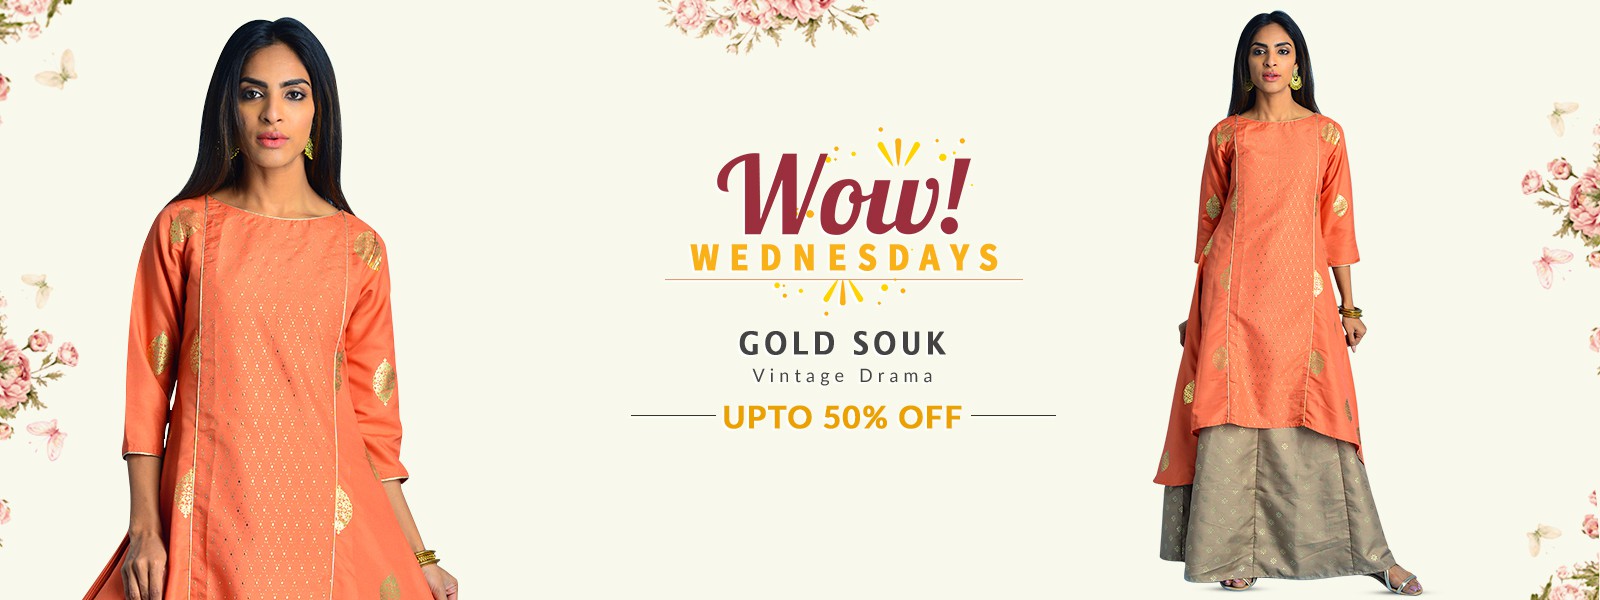 Wow!
WEDNESDAYS
GOLD SOUK
Vintage Drama
UPTO 50% OFF